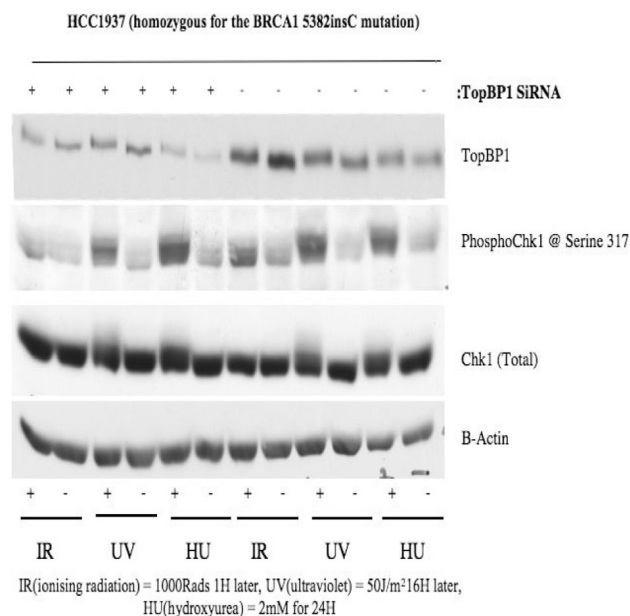 HCC1937 (homozygous for the BRCA1 5382insC mutation)
+ + + + + + - - - - - - :TopBP1 SiRNA
TopBP1
PhosphoChk1 @ Serine 317
Chk1 (Total)
B-Actin
+ - + - + - + - + - + -
IR UV HU IR UV HU
IR(ionising radiation) = 1000Rads 1H later, UV(ultraviolet) = 50J/m²16H later,
HU(hydroxyurea) = 2mM for 24H